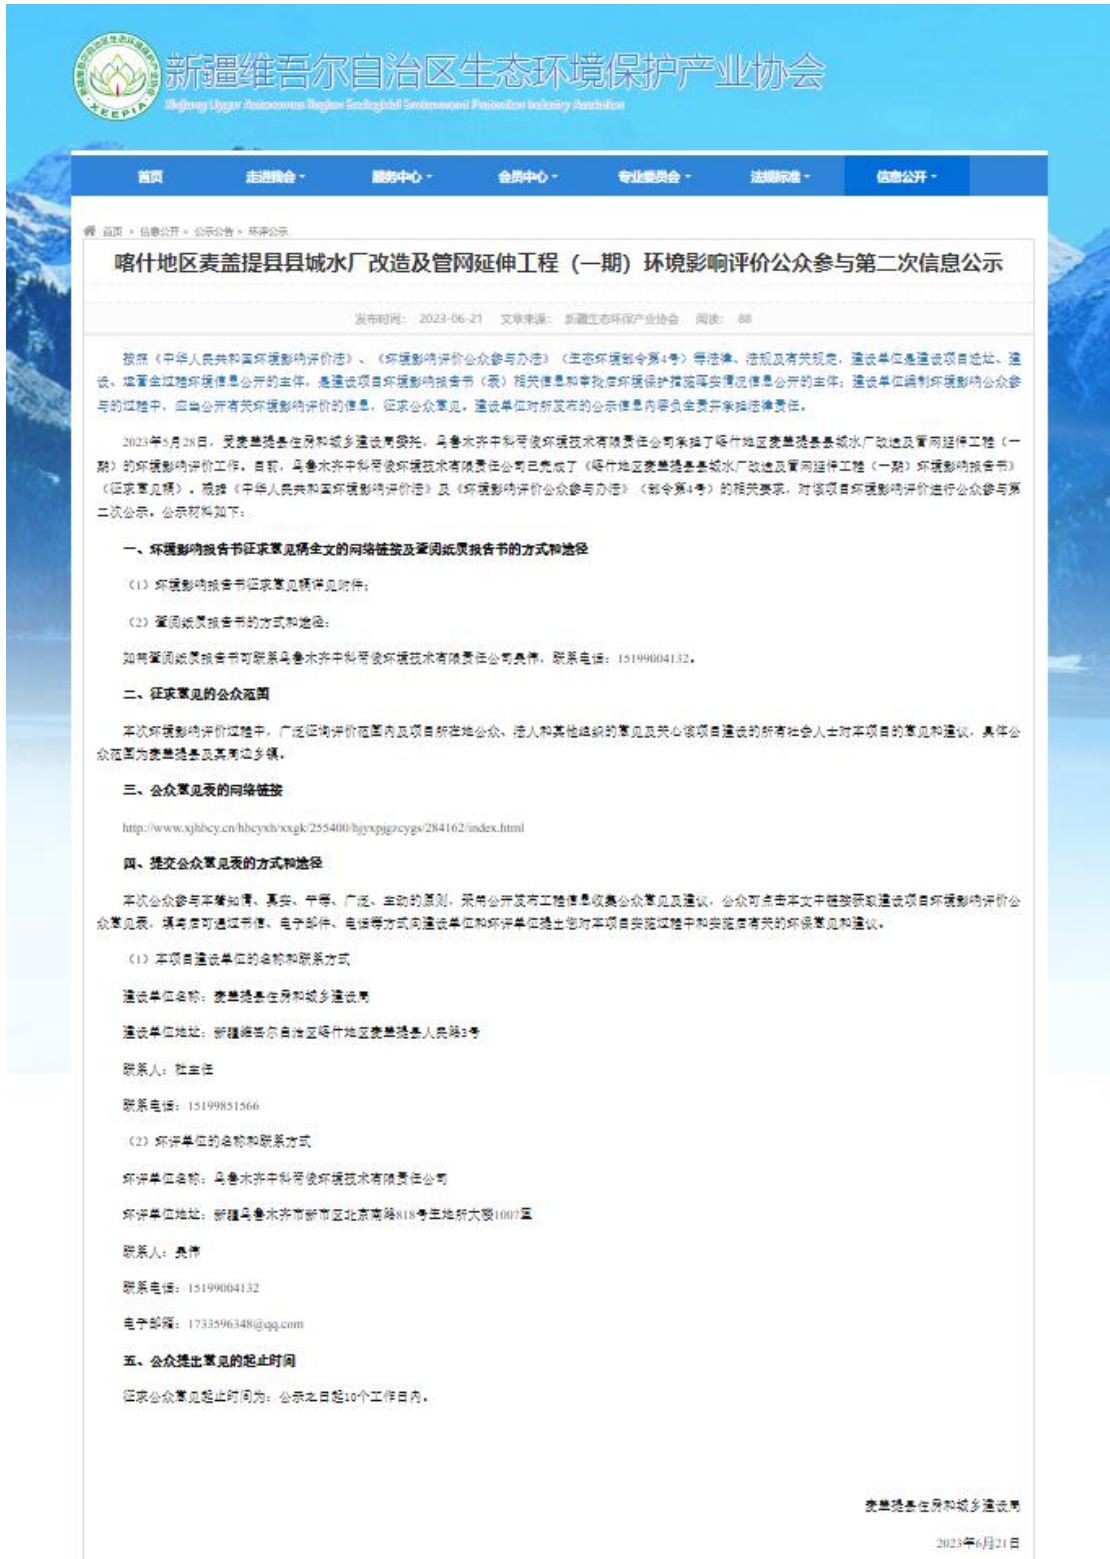 新疆维吾尔自治区生态环境保护产业协会
Xinjiang Uygur Autonomous Region Ecological Environment Protection Industry Association
XEEPIA
首页 走进我会 服务中心 会员中心 专业委员会 法规标准 信息公开
首页 > 信息公开 > 公示公告 > 环评公示
喀什地区麦盖提县县城水厂改造及管网延伸工程（一期）环境影响评价公众参与第二次信息公示
发布时间： 2023-06-21 文章来源： 新疆生态环保产业协会 阅读： 88
按照《中华人民共和国环境影响评价法》、《环境影响评价公众参与办法》（生态环境部令第4号）等法律、法规及有关规定，建设单位是建设项目选址、建
设、运营全过程环境信息公开的主体，是建设项目环境影响报告书（表）相关信息和审批后环境保护措施落实情况信息公开的主体；建设单位编制环境影响公众参
与的过程中，应当公开有关环境影响评价的信息，征求公众意见。建设单位对所发布的公示信息内容负全责并承担法律责任。
2023年5月28日，受麦盖提县住房和城乡建设局委托，乌鲁木齐中科帝俊环境技术有限责任公司承担了喀什地区麦盖提县县城水厂改造及管网延伸工程（一
期）的环境影响评价工作。目前，乌鲁木齐中科帝俊环境技术有限责任公司已完成了《喀什地区麦盖提县县城水厂改造及管网延伸工程（一期）环境影响报告书》
（征求意见稿）。根据《中华人民共和国环境影响评价法》及《环境影响评价公众参与办法》（部令第4号）的相关要求，对该项目环境影响评价进行公众参与第
二次公示。公示材料如下：
一、环境影响报告书征求意见稿全文的网络链接及查阅纸质报告书的方式和途径
（1）环境影响报告书征求意见稿详见附件；
（2）查阅纸质报告书的方式和途径：
如需查阅纸质报告书可联系乌鲁木齐中科帝俊环境技术有限责任公司吴伟，联系电话：15199004132。
二、征求意见的公众范围
本次环境影响评价过程中，广泛征询评价范围内及项目所在地公众、法人和其他组织的意见及关心该项目建设的所有社会人士对本项目的意见和建议，具体公
众范围为麦盖提县及其周边乡镇。
三、公众意见表的网络链接
http://www.xjhbcy.cn/hbcyxh/xxgk/255400/hjyxpjgzcygs/284162/index.html
四、提交公众意见表的方式和途径
本次公众参与本着知情、真实、平等、广泛、主动的原则，采用公开发布工程信息收集公众意见及建议，公众可点击本文中链接获取建设项目环境影响评价公
众意见表，填写后可通过书信、电子邮件、电话等方式向建设单位和环评单位提出您对本项目实施过程中和实施后有关的环保意见和建议。
（1）本项目建设单位的名称和联系方式
建设单位名称：麦盖提县住房和城乡建设局
建设单位地址：新疆维吾尔自治区喀什地区麦盖提县人民路3号
联系人：杜主任
联系电话：15199851566
（2）环评单位的名称和联系方式
环评单位名称：乌鲁木齐中科帝俊环境技术有限责任公司
环评单位地址：新疆乌鲁木齐市新市区北京南路818号生地所大楼1007室
联系人：吴伟
联系电话：15199004132
电子邮箱：1733596348@qq.com
五、公众提出意见的起止时间
征求公众意见起止时间为：公示之日起10个工作日内。
麦盖提县住房和城乡建设局
2023年6月21日